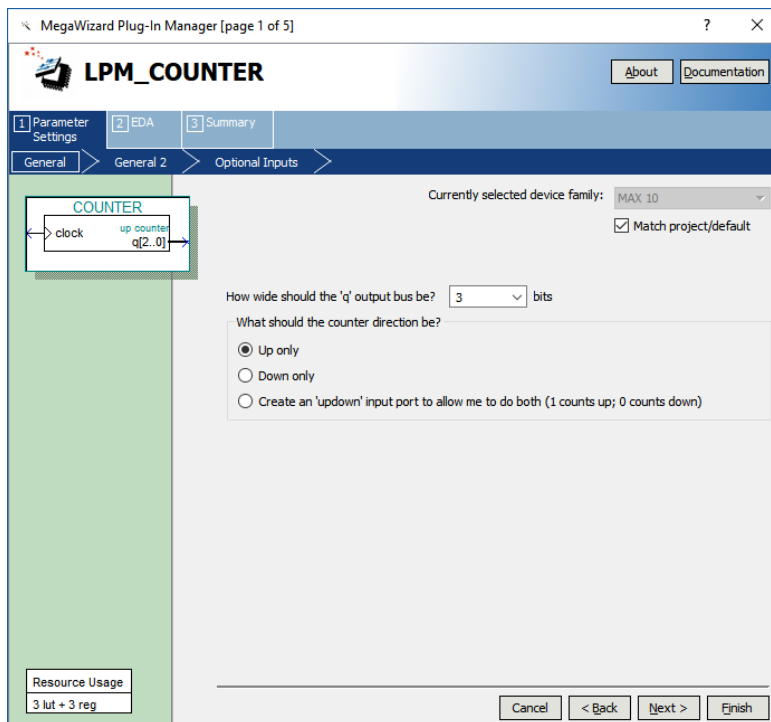 MegaWizard Plug-In Manager [page 1 of 5]
?
LPM_COUNTER
About
Documentation
1 Parameter Settings
2 EDA
3 Summary
General
General 2
Optional Inputs
COUNTER
clock
up counter
q[2..0]
Currently selected device family:
MAX 10
Match project/default
How wide should the 'q' output bus be?
3
bits
What should the counter direction be?
Up only
Down only
Create an 'updown' input port to allow me to do both (1 counts up; 0 counts down)
Resource Usage
3 lut + 3 reg
Cancel
< Back
Next >
Finish